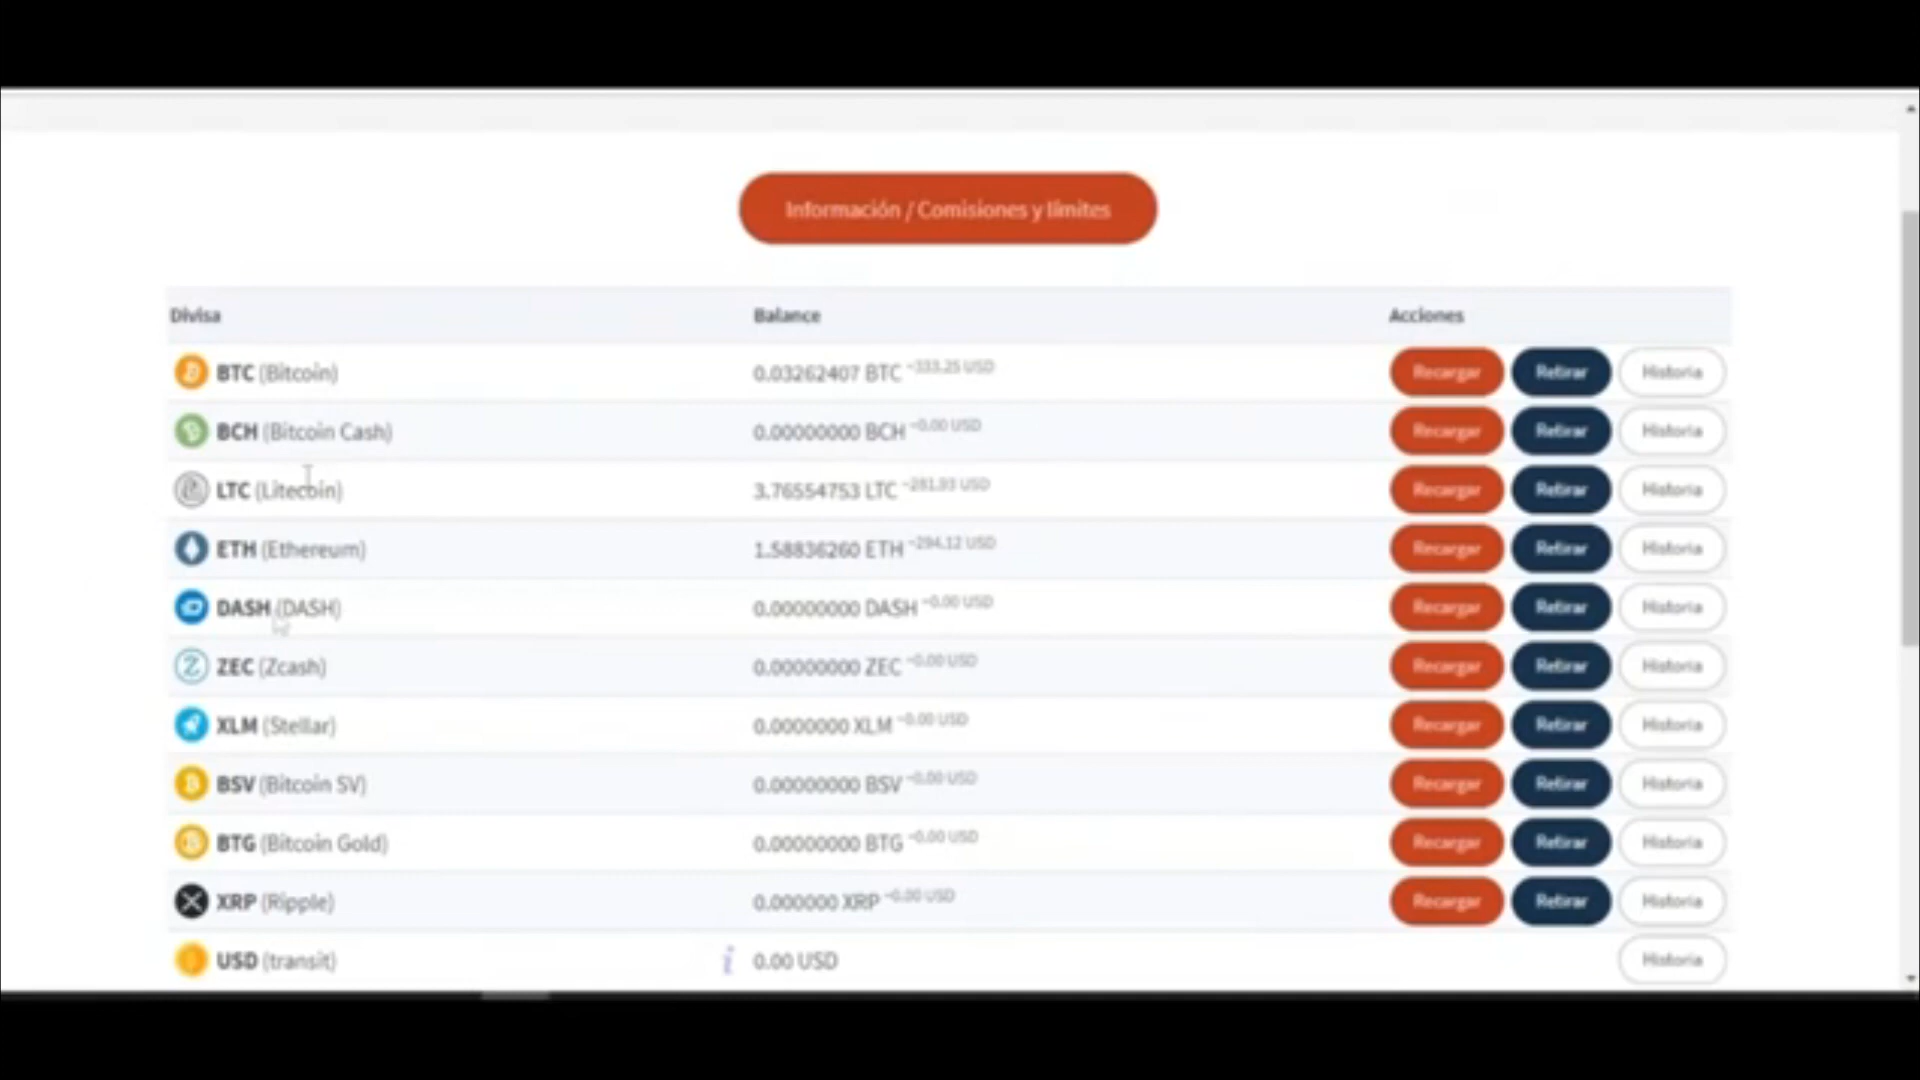 Información / Comisiones y límites
Divisa Balance Acciones
BTC (Bitcoin) 0.03262407 BTC ~333.25 USD Recargar Retirar Historia
BCH (Bitcoin Cash) 0.00000000 BCH ~0.00 USD Recargar Retirar Historia
LTC (Litecoin) 3.76554753 LTC ~281.93 USD Recargar Retirar Historia
ETH (Ethereum) 1.58836260 ETH ~294.12 USD Recargar Retirar Historia
DASH (DASH) 0.00000000 DASH ~0.00 USD Recargar Retirar Historia
ZEC (Zcash) 0.00000000 ZEC ~0.00 USD Recargar Retirar Historia
XLM (Stellar) 0.0000000 XLM ~0.00 USD Recargar Retirar Historia
BSV (Bitcoin SV) 0.00000000 BSV ~0.00 USD Recargar Retirar Historia
BTG (Bitcoin Gold) 0.00000000 BTG ~0.00 USD Recargar Retirar Historia
XRP (Ripple) 0.000000 XRP ~0.00 USD Recargar Retirar Historia
USD (transit) i 0.00 USD Historia